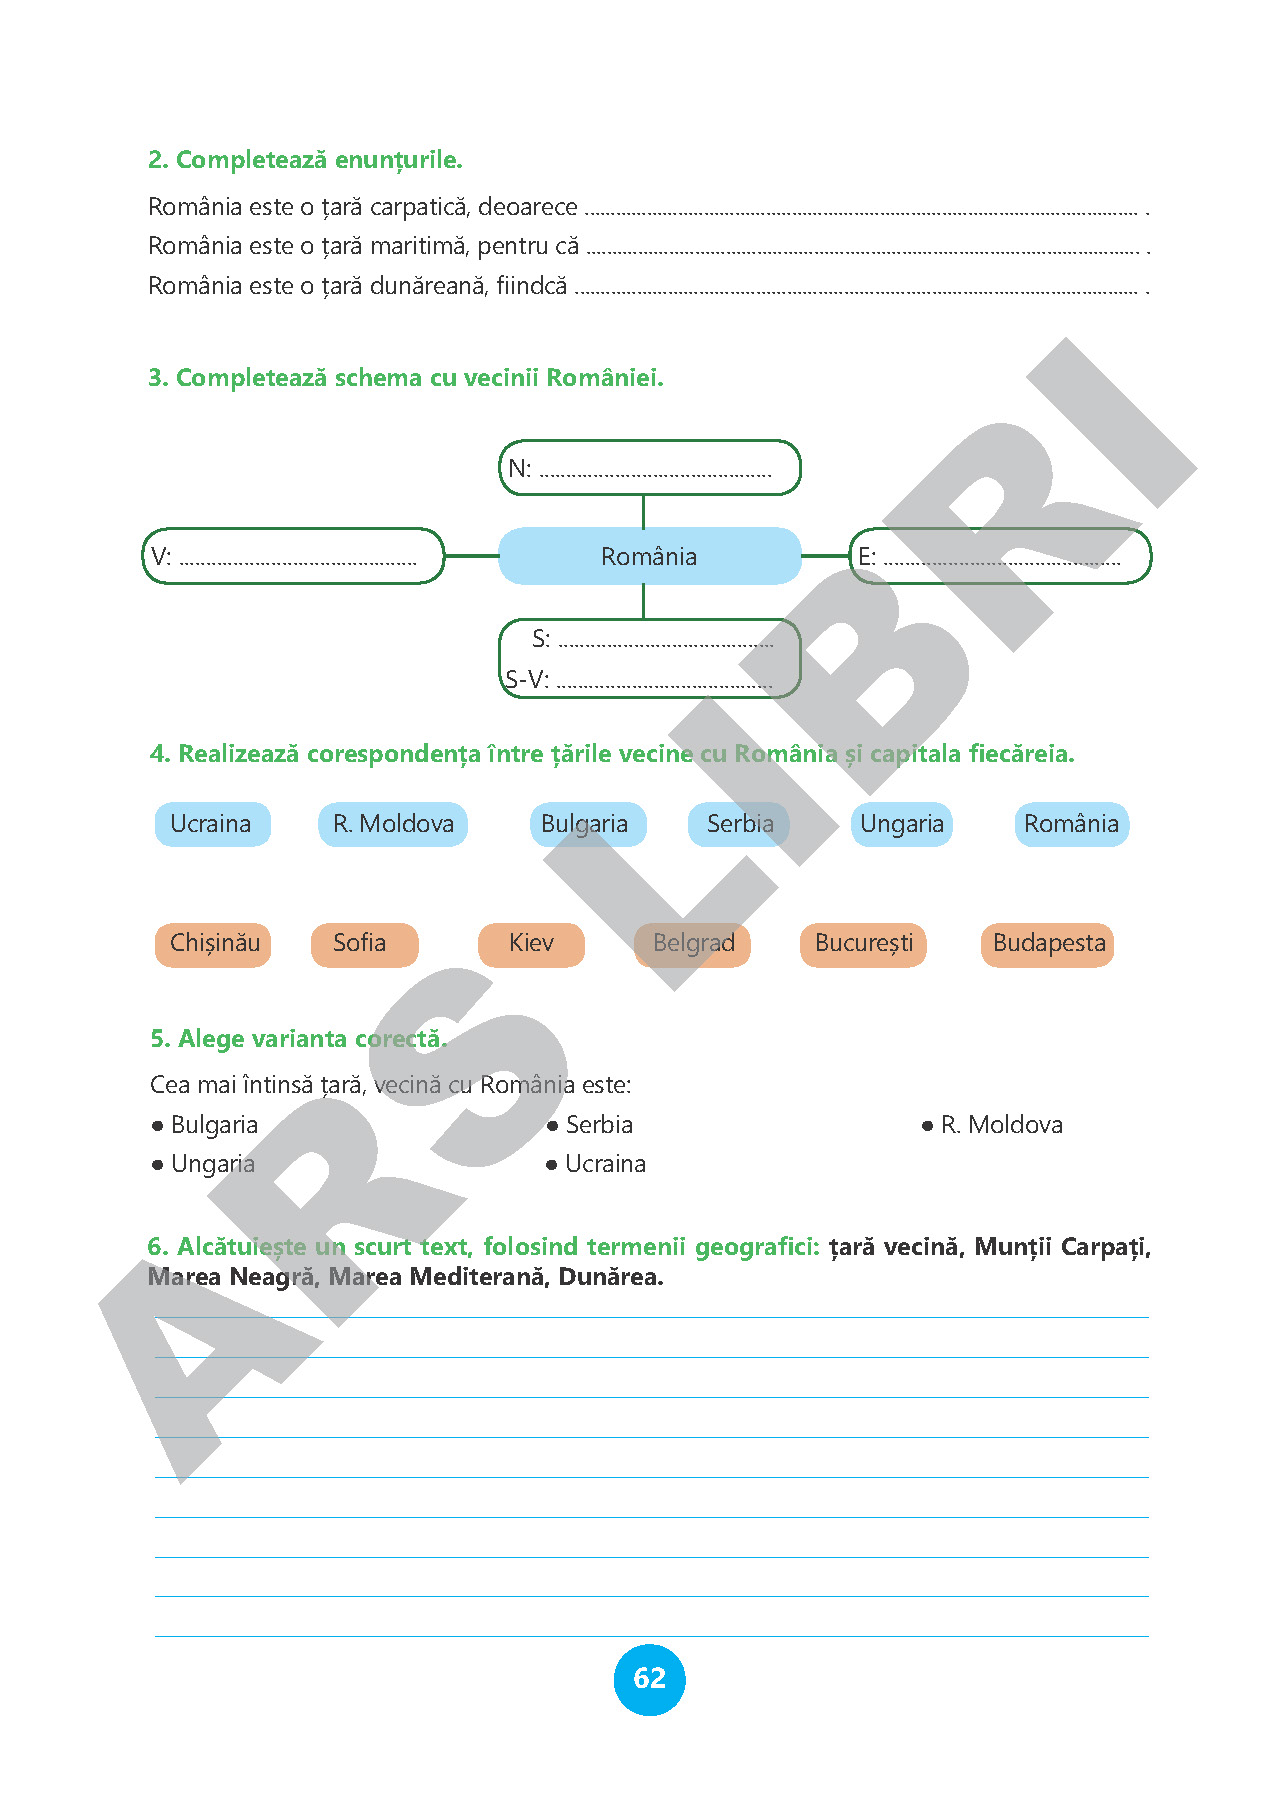 2. Completează enunțurile.
România este o țară carpatică, deoarece .......................................................................................................... .
România este o țară maritimă, pentru că .......................................................................................................... .
România este o țară dunăreană, fiindcă ............................................................................................................ .
3. Completează schema cu vecinii României.
N: .............................................
V: .............................................. România E: ..............................................
S: ..........................................
S-V: ..........................................
4. Realizează corespondența între țările vecine cu România și capitala fiecăreia.
Ucraina R. Moldova Bulgaria Serbia Ungaria România
Chișinău Sofia Kiev Belgrad București Budapesta
5. Alege varianta corectă.
Cea mai întinsă țară, vecină cu România este:
● Bulgaria ● Serbia ● R. Moldova
● Ungaria ● Ucraina
6. Alcătuiește un scurt text, folosind termenii geografici: țară vecină, Munții Carpați,
Marea Neagră, Marea Mediterană, Dunărea.
62
ARS LIBRI